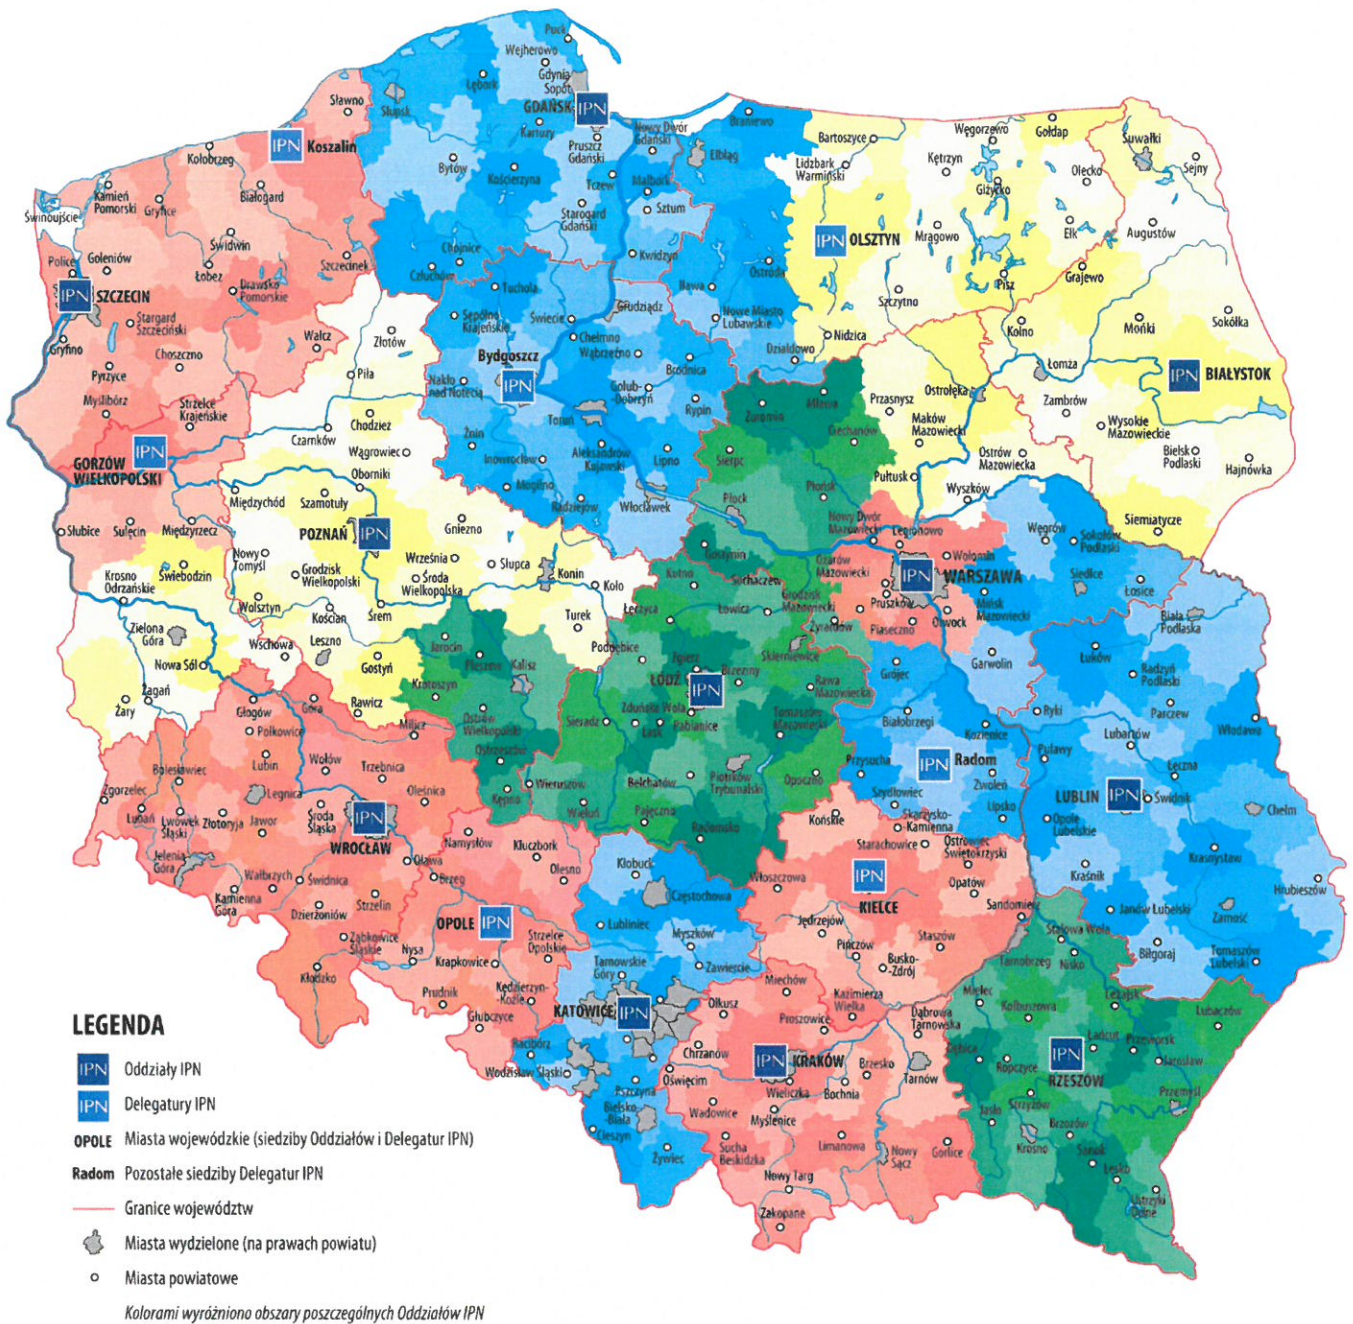 Puck
Wejherowo
Gdynia
Sopot
Lębork
Słupsk
GDAŃSK
IPN
Sławno
Koszalin
IPN
Kartuzy
Pruszcz
Gdański
Nowy Dwór
Gdański
Elbląg
Braniewo
Bartoszyce
Węgorzewo
Gołdap
Suwałki
Sejny
Kołobrzeg
Białogard
Bytów
Kościerzyna
Tczew
Malbork
Sztum
Lidzbark
Warmiński
Kętrzyn
Giżycko
Olecko
Kamień
Pomorski
Gryfice
Świnoujście
Starogard
Gdański
Kwidzyn
IPN
OLSZTYN
Mrągowo
Ełk
Augustów
Świdwin
Police
Goleniów
Łobez
Szczecinek
Drawsko
Pomorskie
Chojnice
Człuchów
Ostróda
Iława
Szczytno
Pisz
Grajewo
IPN
SZCZECIN
Stargard
Szczeciński
Tuchola
Sępólno
Krajeńskie
Świecie
Grudziądz
Nowe Miasto
Lubawskie
Nidzica
Kolno
Mońki
Sokółka
Gryfino
Choszczno
Wałcz
Złotów
Chełmno
Wąbrzeźno
Działdowo
Łomża
Pyrzyce
Piła
Bydgoszcz
IPN
Nakło
nad Notecią
Brodnica
Golub-
Dobrzyń
Rypin
Mława
Żuromin
Przasnysz
Ostrołęka
Zambrów
IPN
BIAŁYSTOK
Myślibórz
Strzelce
Krajeńskie
Chodzież
Czarnków
Wągrowiec
Toruń
Żnin
Inowrocław
Aleksandrów
Kujawski
Lipno
Sierpc
Ciechanów
Maków
Mazowiecki
Wysokie
Mazowieckie
Bielsk
Podlaski
Hajnówka
GORZÓW
WIELKOPOLSKI
IPN
Oborniki
Międzychód
Szamotuły
Mogilno
Radziejów
Włocławek
Płock
Płońsk
Pułtusk
Ostrów
Mazowiecka
Wyszków
Siemiatycze
Słubice
Sulęcin
Międzyrzecz
POZNAŃ
IPN
Gniezno
Nowy Dwór
Mazowiecki
Legionowo
Wołomin
Węgrów
Sokołów
Podlaski
Nowy
Tomyśl
Września
Słupca
Konin
Koło
Gostynin
Kutno
Sochaczew
Ożarów
Mazowiecki
IPN
WARSZAWA
Siedlce
Łosice
Krosno
Odrzańskie
Świebodzin
Grodzisk
Wielkopolski
Środa
Wielkopolska
Łęczyca
Łowicz
Grodzisk
Mazowiecki
Pruszków
Mińsk
Mazowiecki
Wolsztyn
Kościan
Śrem
Turek
Żyrardów
Piaseczno
Otwock
Biała
Podlaska
Zielona
Góra
Wschowa
Leszno
Jarocin
Poddębice
Skierniewice
Garwolin
Łuków
Nowa Sól
Gostyń
Pleszew
Kalisz
Zgierz
Brzeziny
Grójec
Radzyń
Podlaski
Żagań
Żary
Rawicz
Krotoszyn
ŁÓDŹ
IPN
Rawa
Mazowiecka
Parczew
Głogów
Góra
Milicz
Ostrów
Wielkopolski
Sieradz
Zduńska Wola
Łask
Pabianice
Tomaszów
Mazowiecki
Białobrzegi
Kozienice
Ryki
Lubartów
Włodawa
Polkowice
Lubin
Wołów
Trzebnica
Ostrzeszów
Opoczno
Przysucha
IPN
Radom
Zwoleń
Puławy
Bolesławiec
Zgorzelec
Legnica
Oleśnica
Kępno
Wieruszów
Wieluń
Bełchatów
Piotrków
Trybunalski
Szydłowiec
Lipsko
LUBLIN
IPN
Łęczna
Świdnik
Chełm
Lubań
Lwówek
Śląski
Złotoryja
Jawor
Środa
Śląska
WROCŁAW
IPN
Pajęczno
Radomsko
Końskie
Skarżysko-
Kamienna
Starachowice
Ostrowiec
Świętokrzyski
Opole
Lubelskie
Jelenia
Góra
Namysłów
Kluczbork
Olesno
Kłobuck
Włoszczowa
IPN
KIELCE
Opatów
Kraśnik
Krasnystaw
Hrubieszów
Wałbrzych
Świdnica
Oława
Brzeg
Częstochowa
Sandomierz
Kamienna
Góra
Dzierżoniów
Strzelin
OPOLE
IPN
Lubliniec
Jędrzejów
Janów Lubelski
Zamość
Ząbkowice
Śląskie
Strzelce
Opolskie
Myszków
Pińczów
Staszów
Stalowa Wola
Nysa
Krapkowice
Tarnowskie
Góry
Zawiercie
Busko-
Zdrój
Tarnobrzeg
Nisko
Biłgoraj
Tomaszów
Lubelski
Kłodzko
Prudnik
Kędzierzyn-
Koźle
KATOWICE
IPN
Olkusz
Miechów
Kazimierza
Wielka
Mielec
Kolbuszowa
Leżajsk
Lubaczów
Głubczyce
Proszowice
Dąbrowa
Tarnowska
Racibórz
Wodzisław Śląski
Chrzanów
IPN
KRAKÓW
Brzesko
Tarnów
Dębica
Ropczyce
IPN
RZESZÓW
Łańcut
Przeworsk
Jarosław
Oświęcim
Pszczyna
Wieliczka
Bochnia
Bielsko-
Biała
Wadowice
Myślenice
Strzyżów
Przemyśl
Cieszyn
Jasło
Krosno
Brzozów
Żywiec
Sucha
Beskidzka
Limanowa
Nowy
Sącz
Gorlice
Sanok
Lesko
Nowy Targ
Ustrzyki
Dolne
Zakopane
LEGENDA
IPN Oddziały IPN
IPN Delegatury IPN
OPOLE Miasta wojewódzkie (siedziby Oddziałów i Delegatur IPN)
Radom Pozostałe siedziby Delegatur IPN
Granice województw
Miasta wydzielone (na prawach powiatu)
Miasta powiatowe
Kolorami wyróżniono obszary poszczególnych Oddziałów IPN